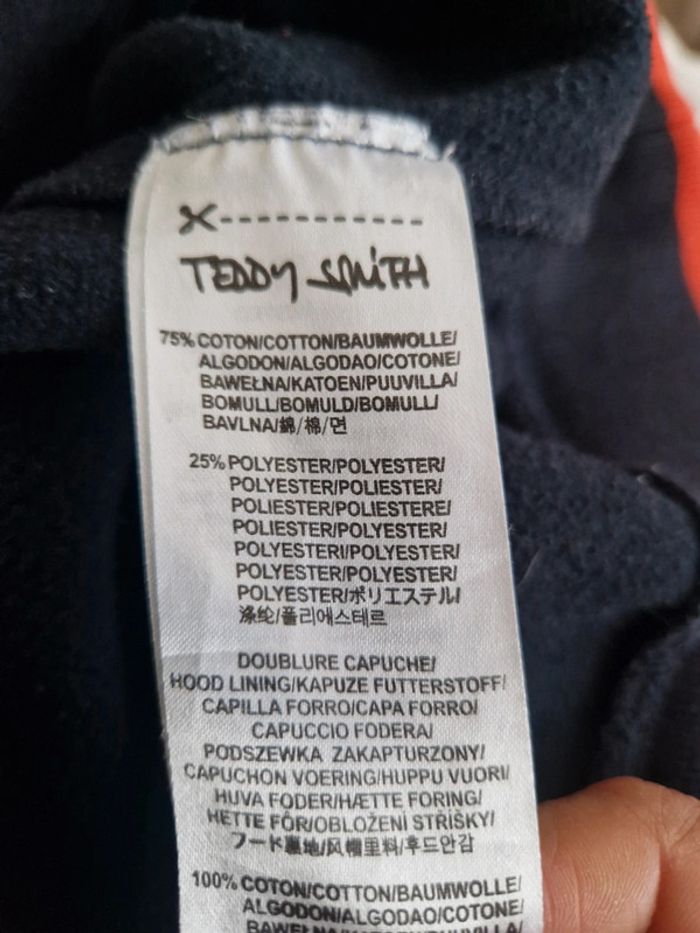 TEDDY SMITH
75% COTON/COTTON/BAUMWOLLE/
ALGODON/ALGODAO/COTONE/
BAWEŁNA/KATOEN/PUUVILLA/
BOMULL/BOMULD/BOMULL/
BAVLNA/錦/棉/면
25% POLYESTER/POLYESTER/
POLYESTER/POLIESTER/
POLIESTER/POLIESTERE/
POLIESTER/POLYESTER/
POLYESTERI/POLYESTER/
POLYESTER/POLYESTER/
POLYESTER/ポリエステル/
涤纶/폴리에스테르
DOUBLURE CAPUCHE/
HOOD LINING/KAPUZE FUTTERSTOFF/
CAPILLA FORRO/CAPA FORRO/
CAPUCCIO FODERA/
PODSZEWKA ZAKAPTURZONY/
CAPUCHON VOERING/HUPPU VUORI/
HUVA FODER/HÆTTE FORING/
HETTE FÔR/OBLOŽENÍ STŘÍŠKY/
フード裏地/风帽里料/후드안감
100% COTON/COTTON/BAUMWOLLE/
ALGODON/ALGODAO/COTONE/
BAWEŁNA/KATOEN/PUUVILLA/